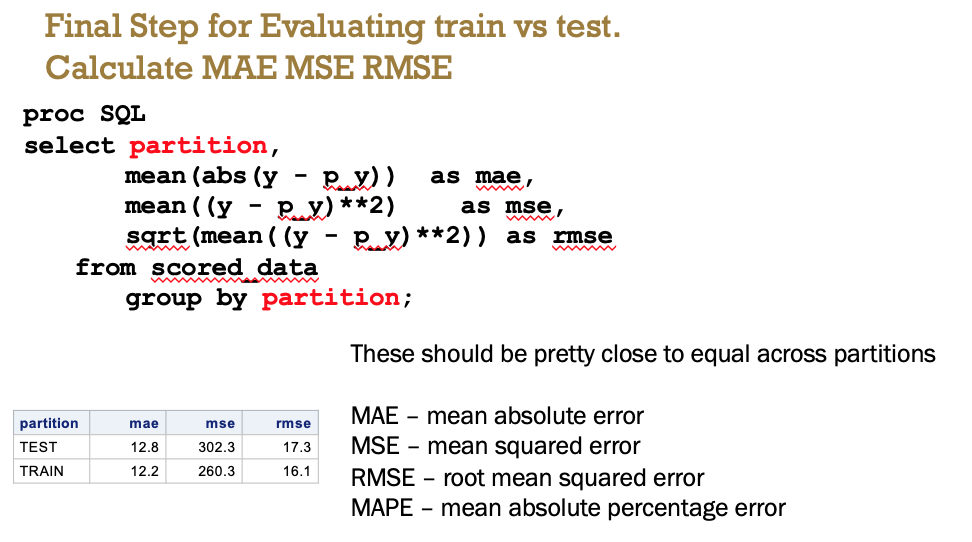 Final Step for Evaluating train vs test.
Calculate MAE MSE RMSE
proc SQL
select partition,
mean(abs(y - p_y)) as mae,
mean((y - p_y)**2) as mse,
sqrt(mean((y - p_y)**2)) as rmse
from scored_data
group by partition;
These should be pretty close to equal across partitions
MAE – mean absolute error
MSE – mean squared error
RMSE – root mean squared error
MAPE – mean absolute percentage error
partition mae mse rmse
TEST 12.8 302.3 17.3
TRAIN 12.2 260.3 16.1